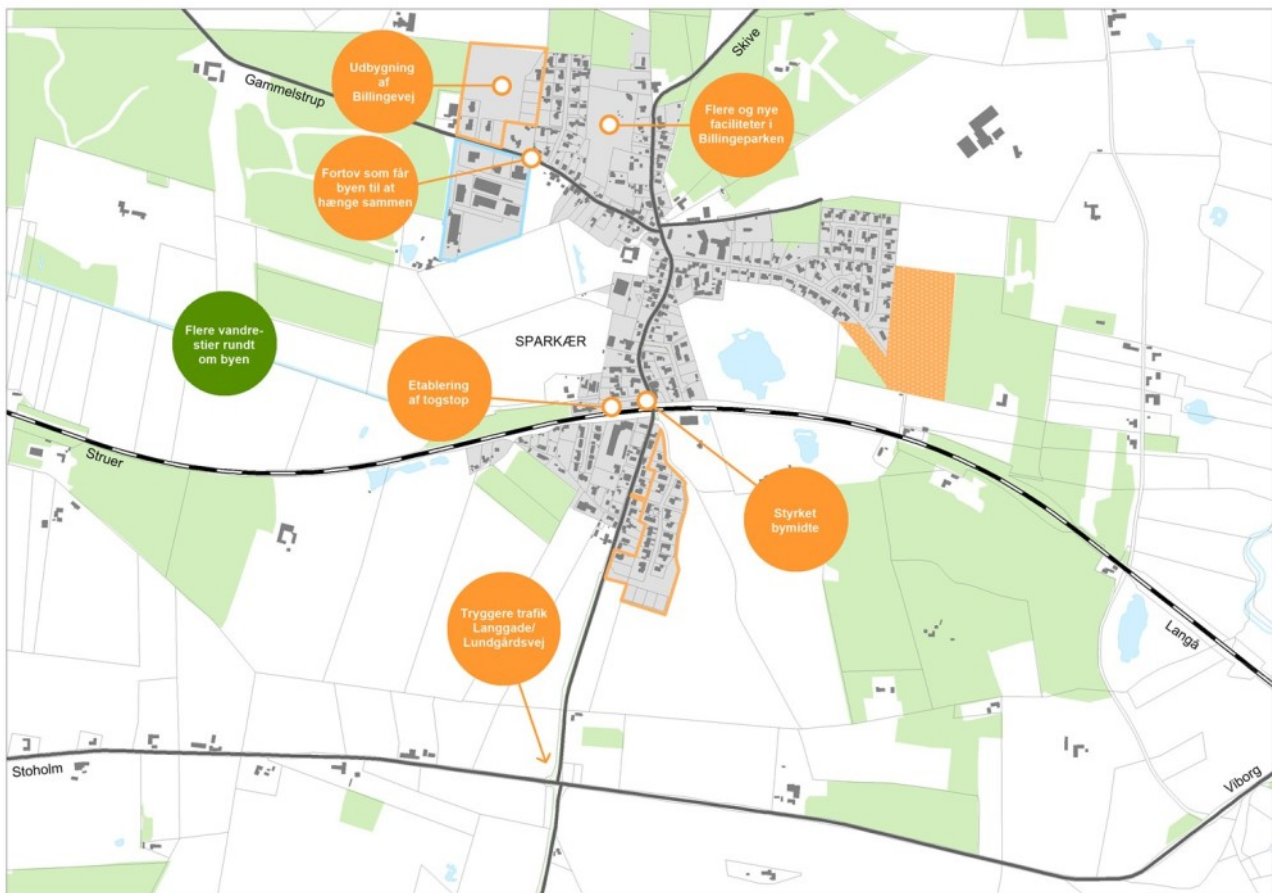 Skive
Udbygning
af
Billingevej
Gammelstrup
Flere og nye
faciliteter i
Billingeparken
Fortov som får
byen til at
hænge sammen
Flere vandre-
stier rundt
om byen
SPARKÆR
Etablering
af togstop
Struer
Styrket
bymidte
Tryggere trafik
Langgade/
Lundgårdsvej
Langå
Stoholm
Viborg